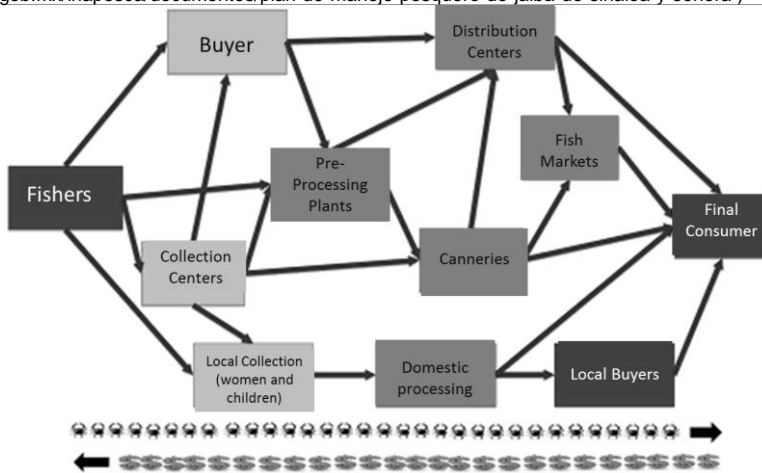 Buyer
Distribution
Centers
Fish
Markets
Pre-
Processing
Plants
Fishers
Final
Consumer
Collection
Centers
Canneries
Local Collection
(women and
children)
Domestic
processing
Local Buyers